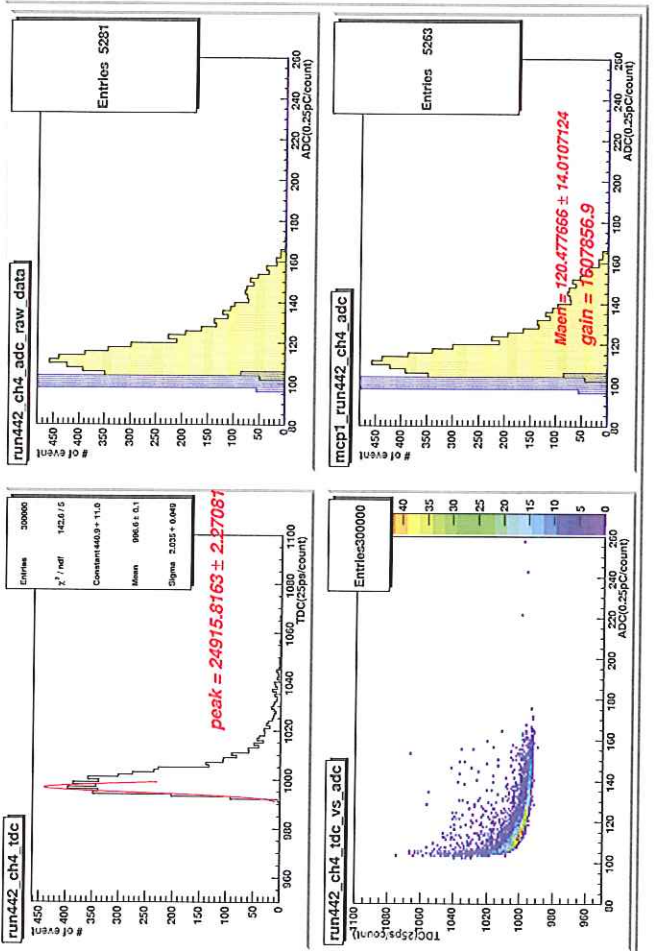 run442_ch4_tdc
Entries 300000
χ² / ndf 142.0 / 5
Constant 440.9 ± 11.0
Mean 996.6 ± 0.1
Sigma 2.035 ± 0.049
# of event
450
400
350
300
250
200
150
100
50
0
peak = 24915.8163 ± 2.27081
960 980 1000 1020 1040 1060 1080 1100
TDC(25ps/count)
run442_ch4_adc_raw_data
Entries 5281
# of event
450
400
350
300
250
200
150
100
50
0
80 100 120 140 160 180 200 220 240 260
ADC(0.25pC/count)
run442_ch4_tdc_vs_adc
Entries300000
TDC(25ps/count)
1100
1060
1040
1020
1000
980
80 100 120 140 160 180 200 220 240 260
ADC(0.25pC/count)
40
35
30
25
20
15
10
5
0
mcp1_run442_ch4_adc
Entries 5263
# of event
450
400
350
300
250
200
150
100
50
0
Maen = 120.477666 ± 14.0107124
gain = 1607856.9
80 100 120 140 160 180 200 220 240 260
ADC(0.25pC/count)